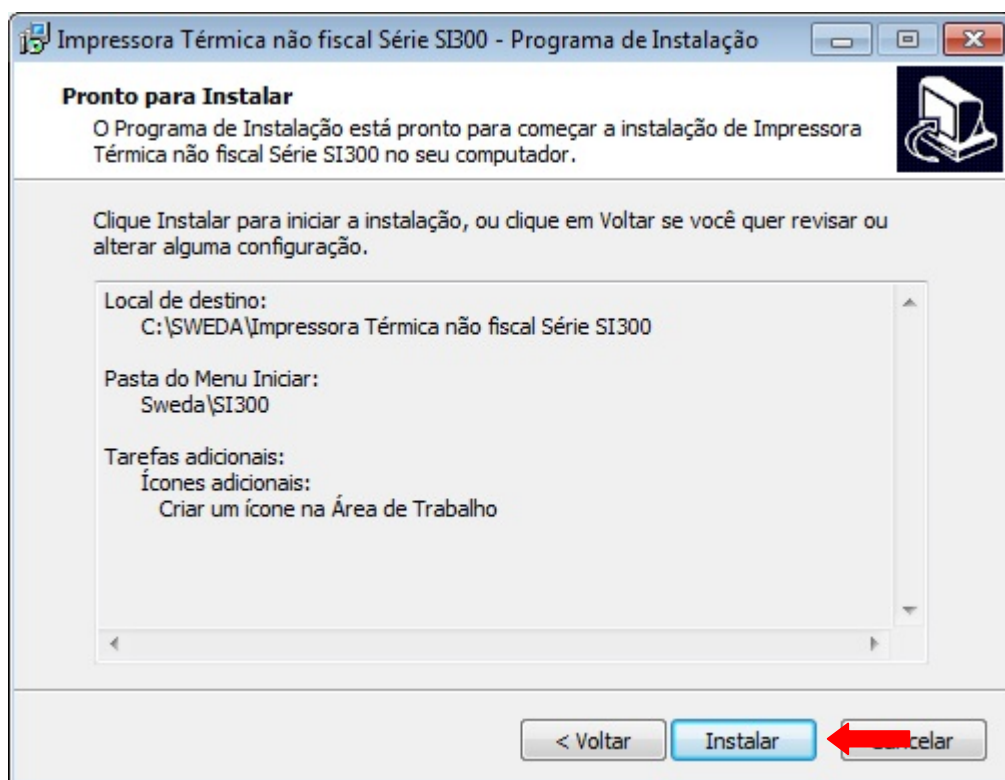 Impressora Térmica não fiscal Série SI300 - Programa de Instalação
Pronto para Instalar
O Programa de Instalação está pronto para começar a instalação de Impressora
Térmica não fiscal Série SI300 no seu computador.
Clique Instalar para iniciar a instalação, ou clique em Voltar se você quer revisar ou
alterar alguma configuração.
Local de destino:
C:\SWEDA\Impressora Térmica não fiscal Série SI300
Pasta do Menu Iniciar:
Sweda\SI300
Tarefas adicionais:
Ícones adicionais:
Criar um ícone na Área de Trabalho
< Voltar
Instalar
Cancelar